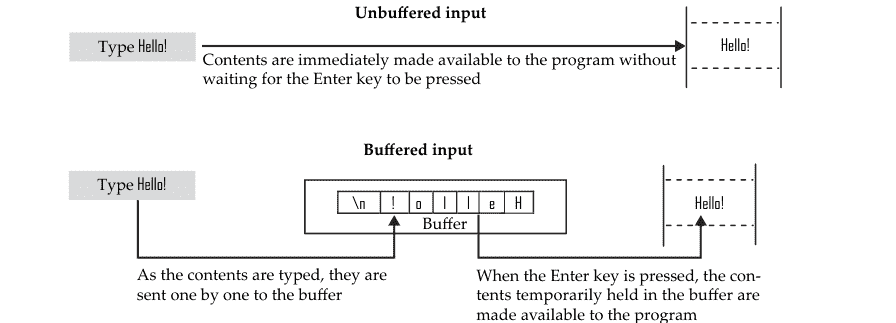 Unbuffered input
Type Hello!
Hello!
Contents are immediately made available to the program without
waiting for the Enter key to be pressed
Buffered input
Type Hello!
\n ! o l l e H
Buffer
Hello!
As the contents are typed, they are
sent one by one to the buffer
When the Enter key is pressed, the con-
tents temporarily held in the buffer are
made available to the program